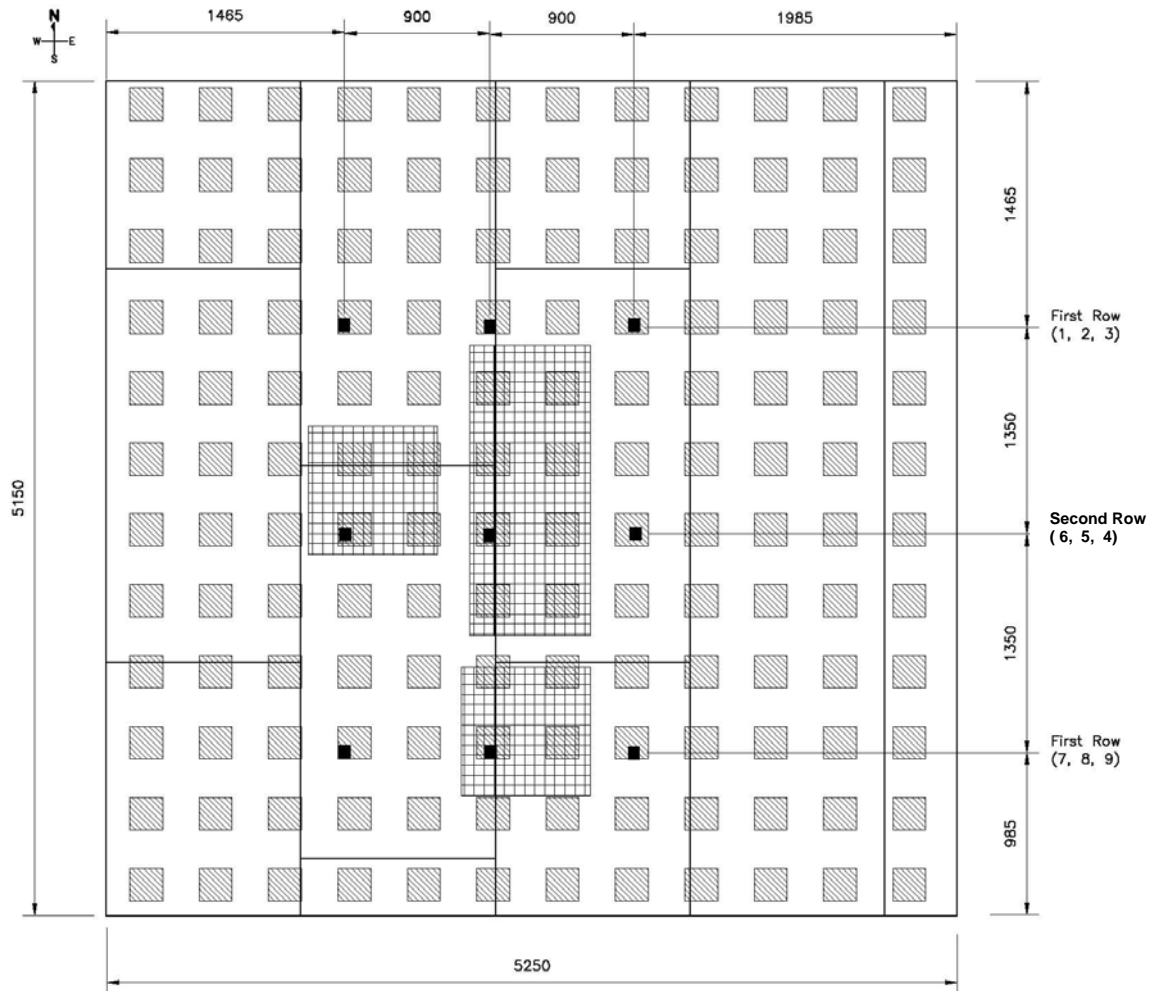 1465 900 900 1985
N
W E
S
1465
First Row
(1, 2, 3)
1350
5150
Second Row
( 6, 5, 4)
1350
First Row
(7, 8, 9)
985
5250